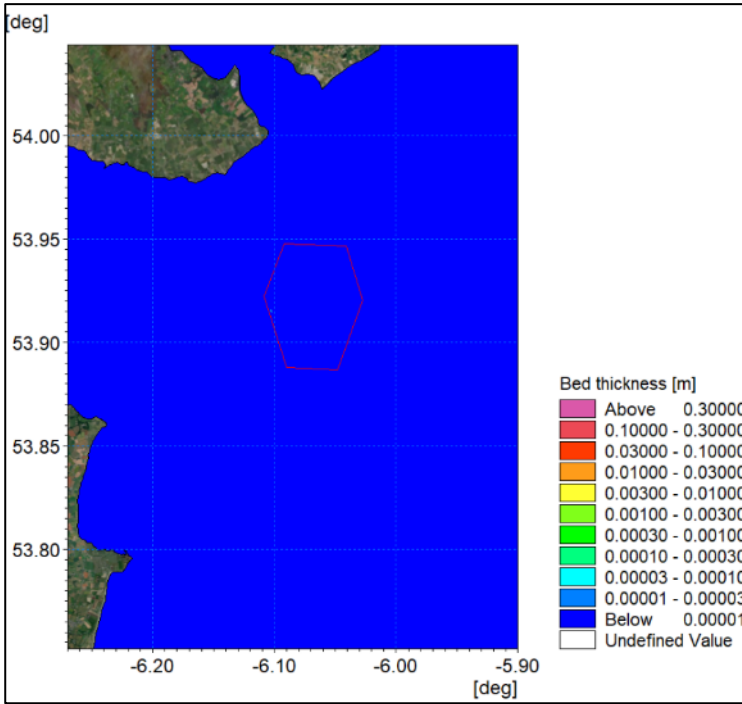 [deg]
54.00
53.95
53.90
53.85
53.80
-6.20 -6.10 -6.00 -5.90
[deg]
Bed thickness [m]
Above 0.30000
0.10000 - 0.30000
0.03000 - 0.10000
0.01000 - 0.03000
0.00300 - 0.01000
0.00100 - 0.00300
0.00030 - 0.00100
0.00010 - 0.00030
0.00003 - 0.00010
0.00001 - 0.00003
Below 0.00001
Undefined Value